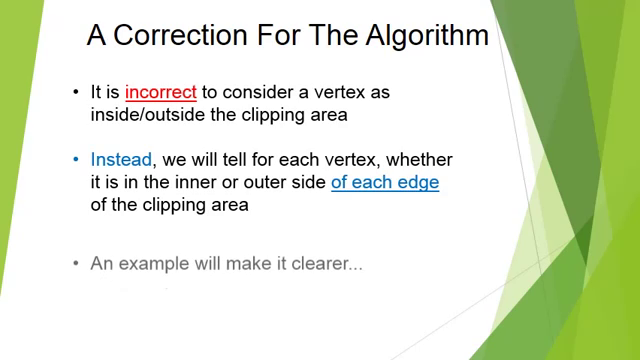 A Correction For The Algorithm
• It is incorrect to consider a vertex as
inside/outside the clipping area
• Instead, we will tell for each vertex, whether
it is in the inner or outer side of each edge
of the clipping area
• An example will make it clearer...